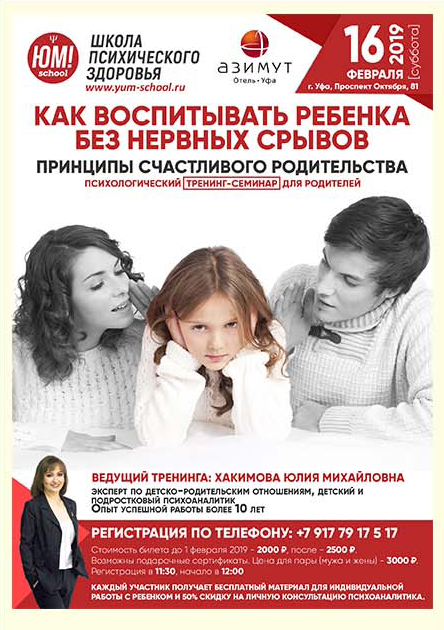 ЮМ!
school
ШКОЛА
ПСИХИЧЕСКОГО
ЗДОРОВЬЯ
www.yum-school.ru
АЗИМУТ
Отель • Уфа
16
ФЕВРАЛЯ
2019
[суббота]
г. Уфа, Проспект Октября, 81
КАК ВОСПИТЫВАТЬ РЕБЕНКА
БЕЗ НЕРВНЫХ СРЫВОВ
ПРИНЦИПЫ СЧАСТЛИВОГО РОДИТЕЛЬСТВА
ПСИХОЛОГИЧЕСКИЙ ТРЕНИНГ-СЕМИНАР ДЛЯ РОДИТЕЛЕЙ
ВЕДУЩИЙ ТРЕНИНГА: ХАКИМОВА ЮЛИЯ МИХАЙЛОВНА
ЭКСПЕРТ ПО ДЕТСКО-РОДИТЕЛЬСКИМ ОТНОШЕНИЯМ, ДЕТСКИЙ И
ПОДРОСТКОВЫЙ ПСИХОАНАЛИТИК
ОПЫТ УСПЕШНОЙ РАБОТЫ БОЛЕЕ 10 ЛЕТ
РЕГИСТРАЦИЯ ПО ТЕЛЕФОНУ: +7 917 79 17 5 17
Стоимость билета до 1 февраля 2019 - 2000 ₽, после - 2500 ₽.
Возможны подарочные сертификаты. Цена для пары (мужа и жены) - 3000 ₽.
Регистрация в 11:30, начало в 12:00
КАЖДЫЙ УЧАСТНИК ПОЛУЧАЕТ БЕСПЛАТНЫЙ МАТЕРИАЛ ДЛЯ ИНДИВИДУАЛЬНОЙ
РАБОТЫ С РЕБЕНКОМ И 50% СКИДКУ НА ЛИЧНУЮ КОНСУЛЬТАЦИЮ ПСИХОАНАЛИТИКА.